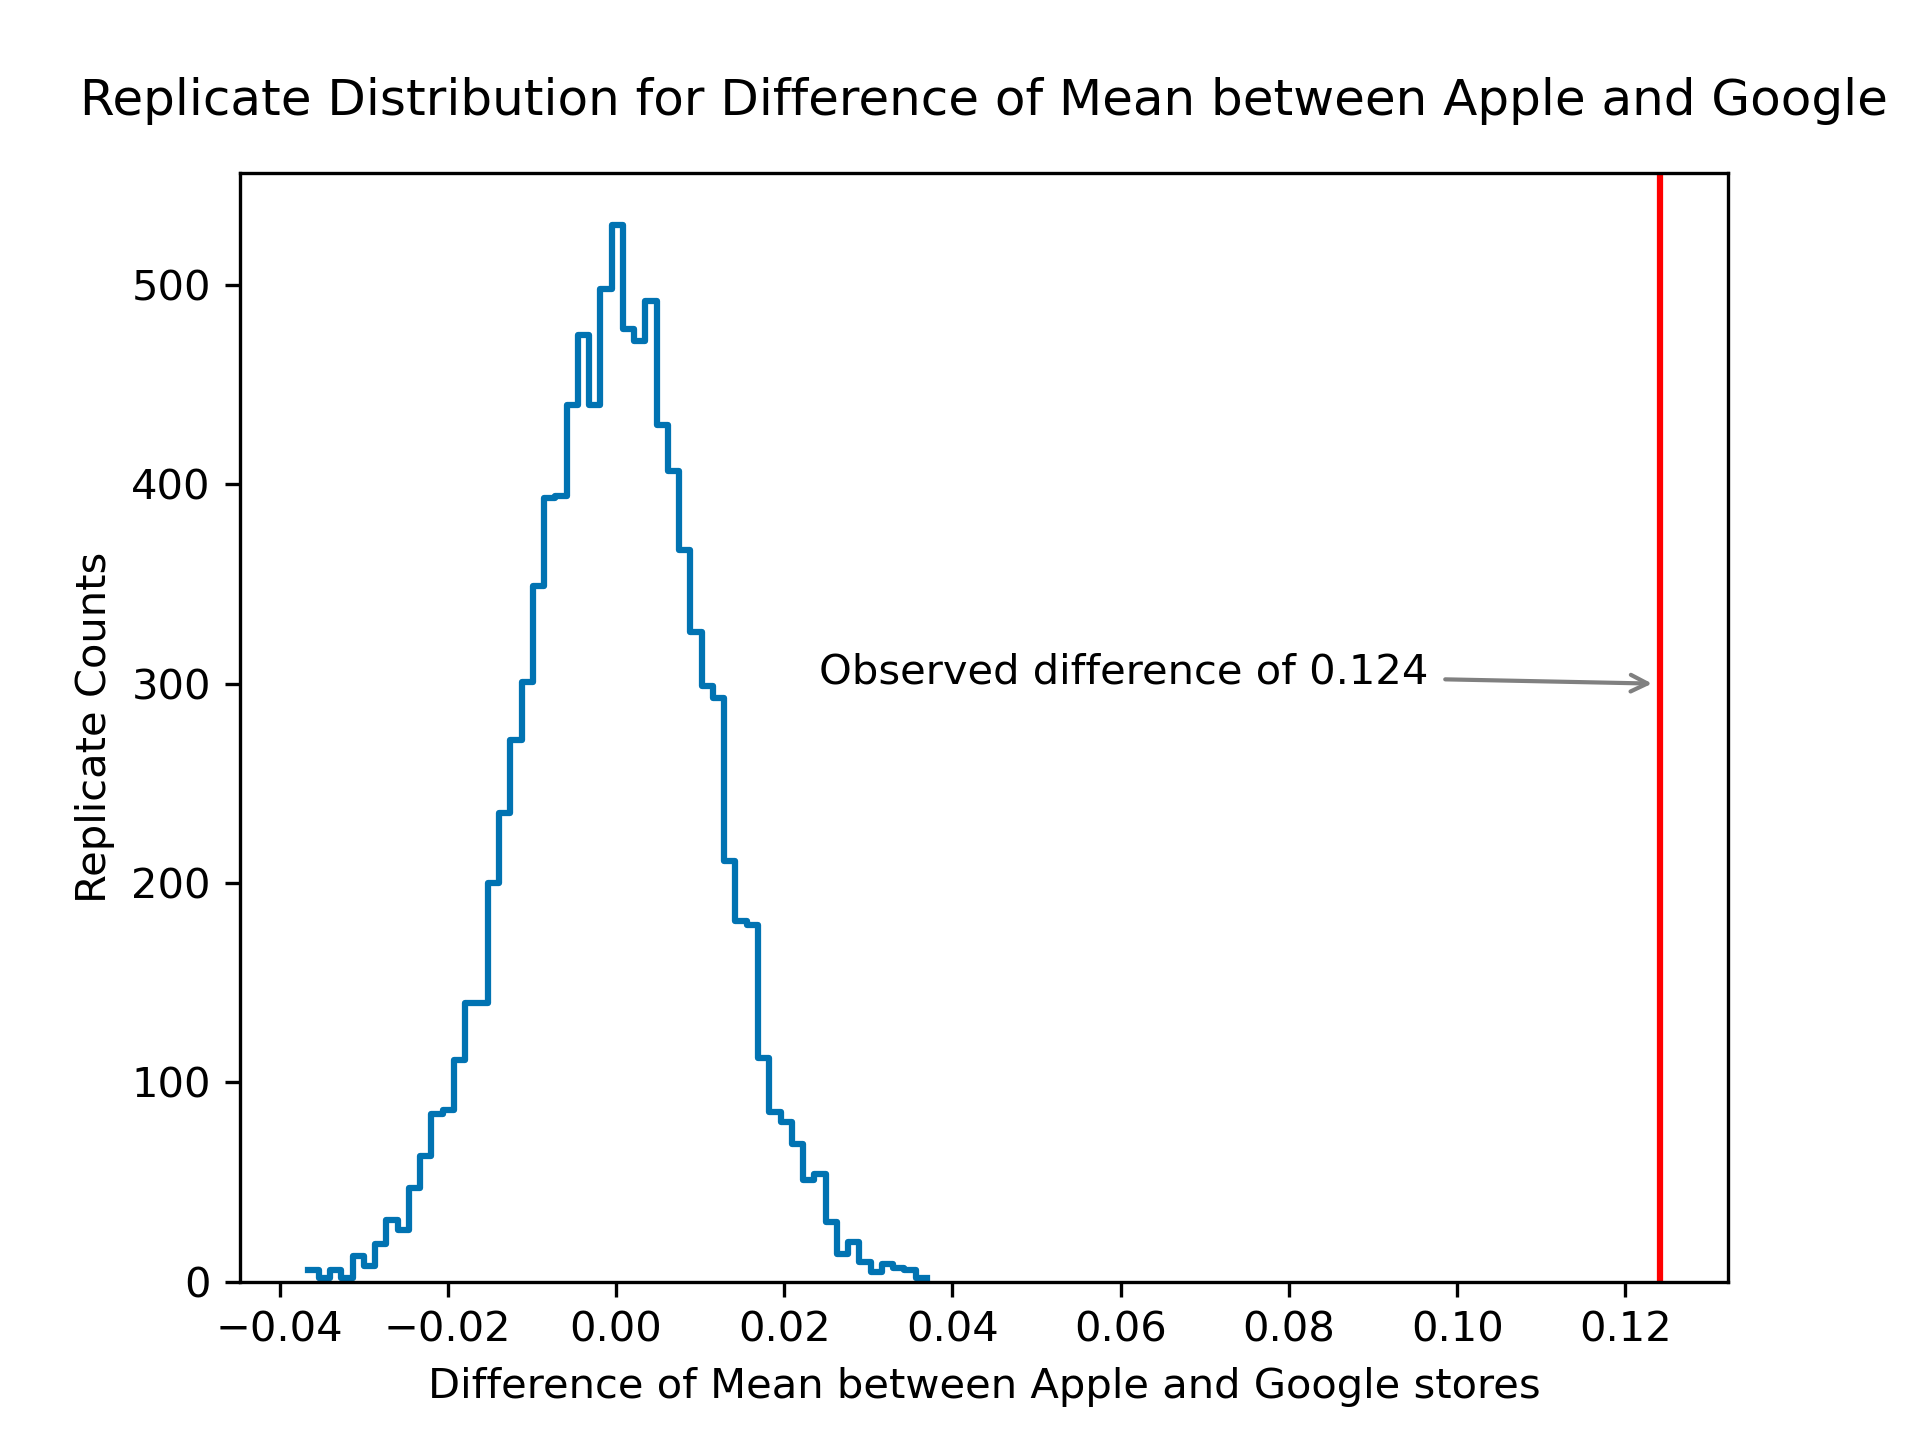 Replicate Distribution for Difference of Mean between Apple and Google
500
400
300
200
100
0
Replicate Counts
Observed difference of 0.124
−0.04 −0.02 0.00 0.02 0.04 0.06 0.08 0.10 0.12
Difference of Mean between Apple and Google stores